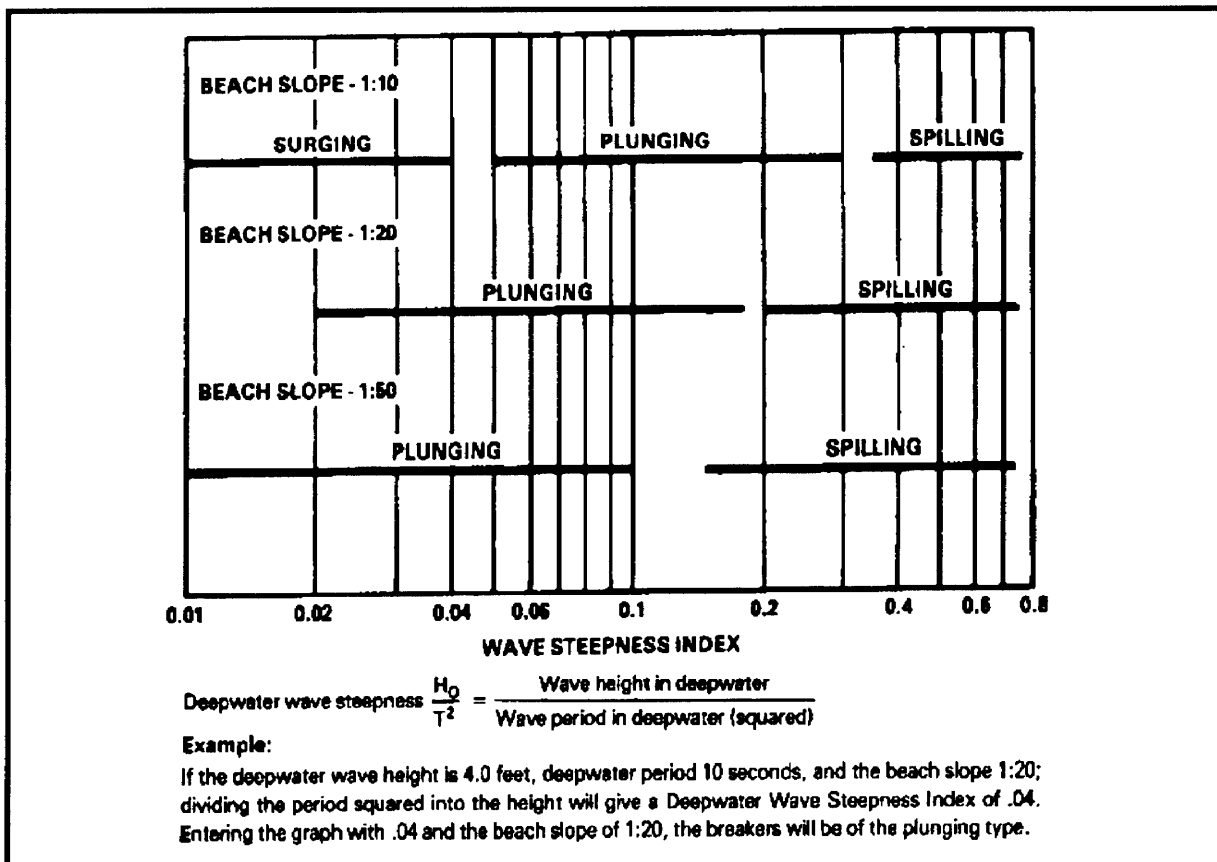 BEACH SLOPE - 1:10
SURGING
PLUNGING
SPILLING
BEACH SLOPE - 1:20
PLUNGING
SPILLING
BEACH SLOPE - 1:50
PLUNGING
SPILLING
0.01 0.02 0.04 0.06 0.1 0.2 0.4 0.6 0.8
WAVE STEEPNESS INDEX
Deepwater wave steepness H₀/T² = Wave height in deepwater / Wave period in deepwater (squared)
Example:
If the deepwater wave height is 4.0 feet, deepwater period 10 seconds, and the beach slope 1:20;
dividing the period squared into the height will give a Deepwater Wave Steepness Index of .04.
Entering the graph with .04 and the beach slope of 1:20, the breakers will be of the plunging type.